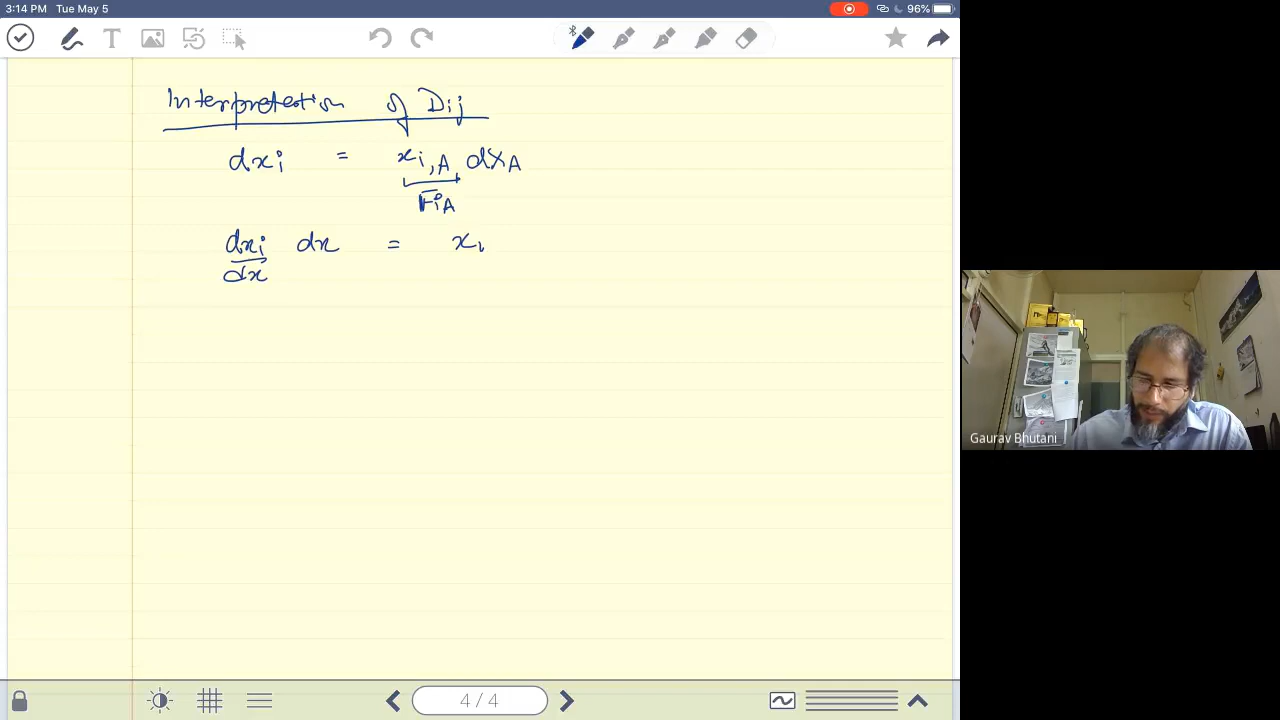 3:14 PM Tue May 5
96%
Interpretation of Dij
dxi = xi,A dXA
FiA
dxi/dx dx = xi
Gaurav Bhutani
4 / 4